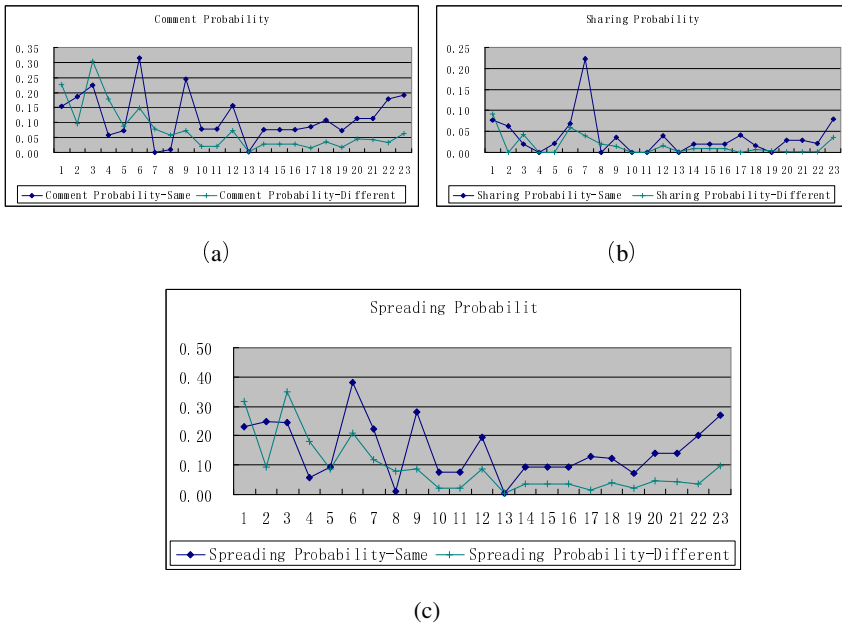 Comment Probability
0.35
0.30
0.25
0.20
0.15
0.10
0.05
0.00
1 2 3 4 5 6 7 8 9 10 11 12 13 14 15 16 17 18 19 20 21 22 23
Comment Probability-Same Comment Probability-Different
(a)
Sharing Probability
0.25
0.20
0.15
0.10
0.05
0.00
1 2 3 4 5 6 7 8 9 10 11 12 13 14 15 16 17 18 19 20 21 22 23
Sharing Probability-Same Sharing Probability-Different
(b)
Spreading Probabilit
0.50
0.40
0.30
0.20
0.10
0.00
1 2 3 4 5 6 7 8 9 10 11 12 13 14 15 16 17 18 19 20 21 22 23
Spreading Probability-Same Spreading Probability-Different
(c)